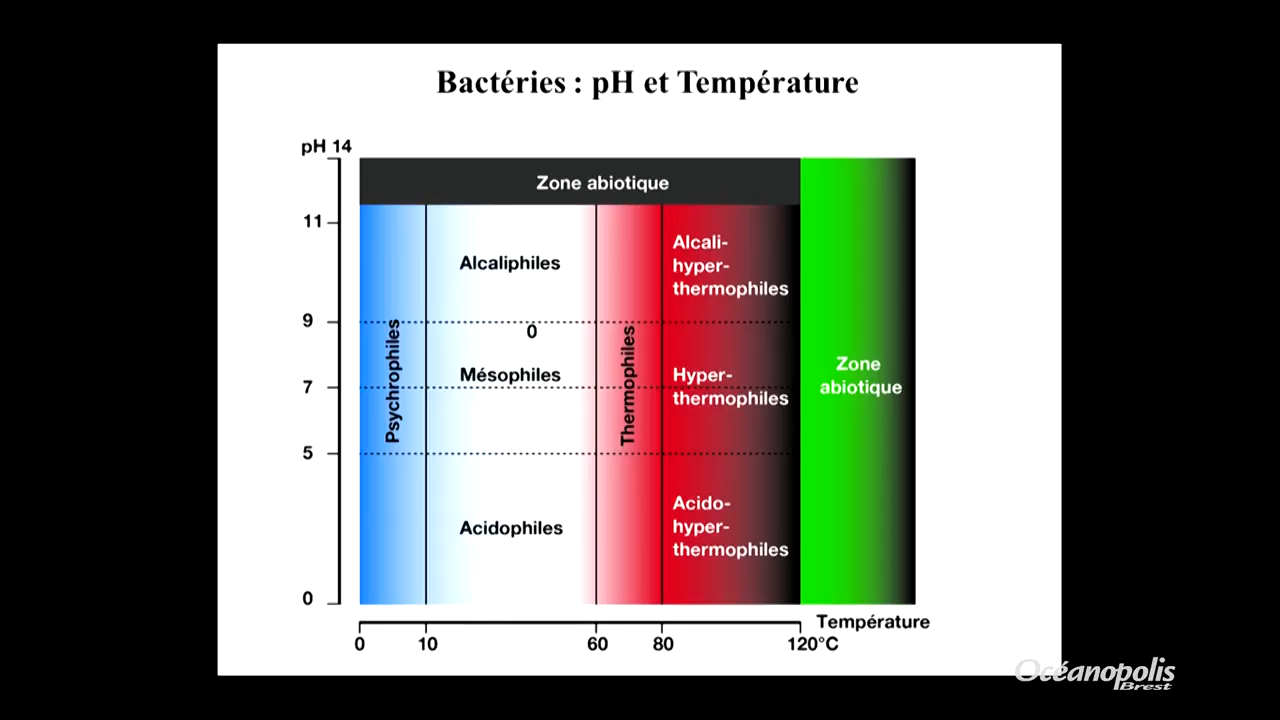 Bactéries : pH et Température
pH 14
Zone abiotique
11
Alcaliphiles
Alcali-
hyper-
thermophiles
9
0
Psychrophiles
Mésophiles
Thermophiles
Hyper-
thermophiles
Zone
abiotique
7
5
Acidophiles
Acido-
hyper-
thermophiles
0
Température
0 10 60 80 120°C
Océanopolis
Brest